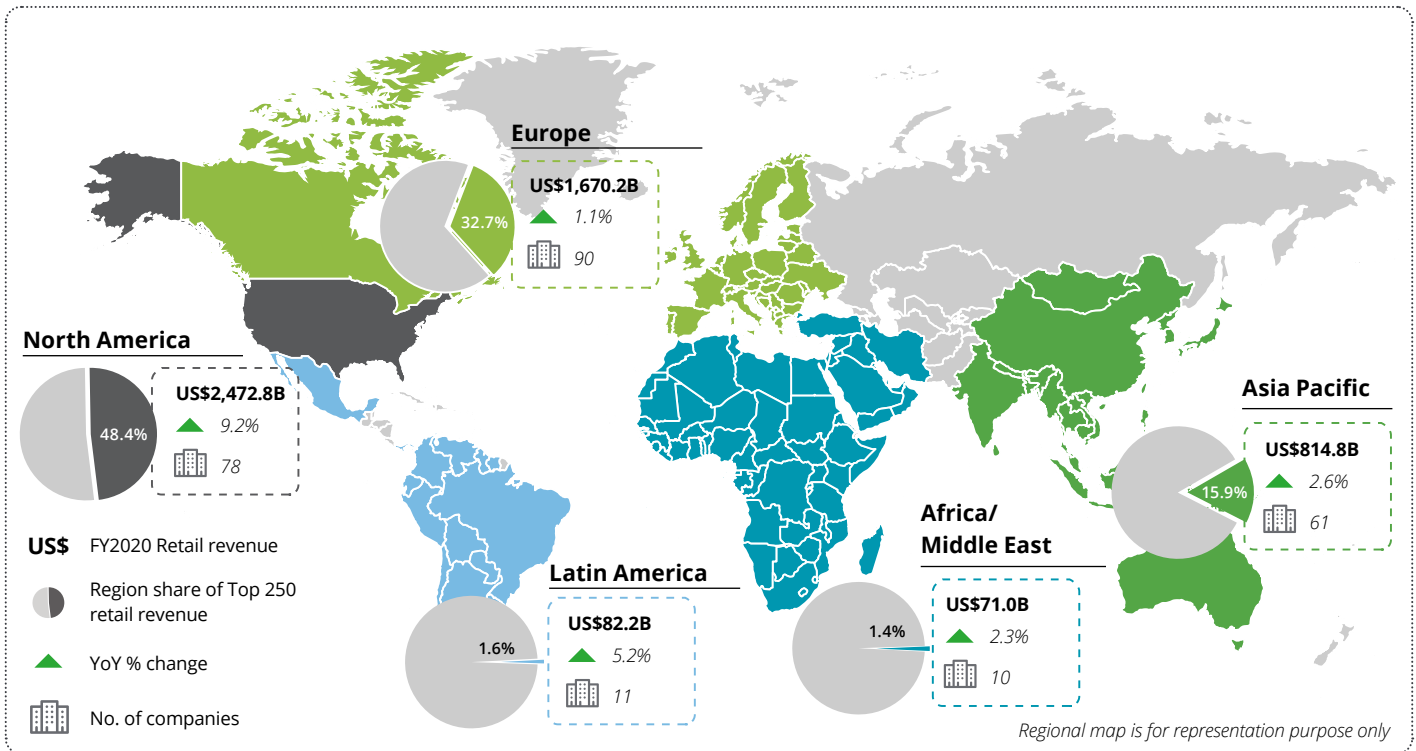 Europe
US$1,670.2B
32.7%
1.1%
90
North America
US$2,472.8B
48.4%
9.2%
78
Asia Pacific
US$814.8B
15.9%
2.6%
61
Africa/
Middle East
US$71.0B
1.4%
2.3%
10
Latin America
US$82.2B
1.6%
5.2%
11
US$ FY2020 Retail revenue
Region share of Top 250
retail revenue
YoY % change
No. of companies
Regional map is for representation purpose only